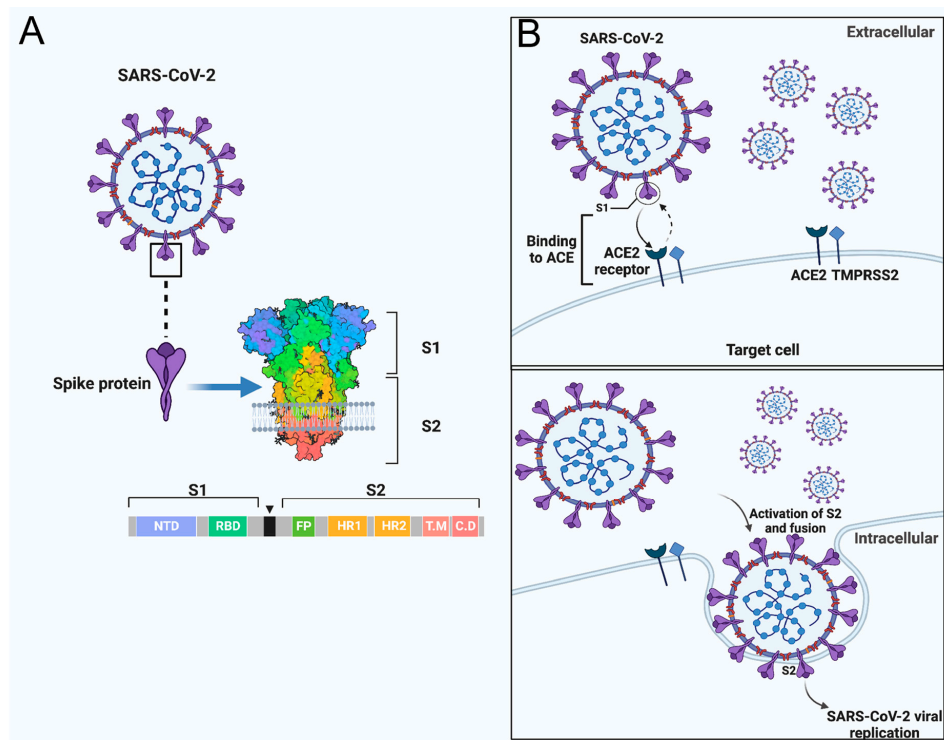 A
SARS-CoV-2
Spike protein
S1
S2
S1
S2
NTD
RBD
FP
HR1
HR2
T.M
C.D
B
SARS-CoV-2
Extracellular
S1
Binding
to ACE
ACE2
receptor
ACE2 TMPRSS2
Target cell
Activation of S2
and fusion
Intracellular
S2
SARS-CoV-2 viral
replication